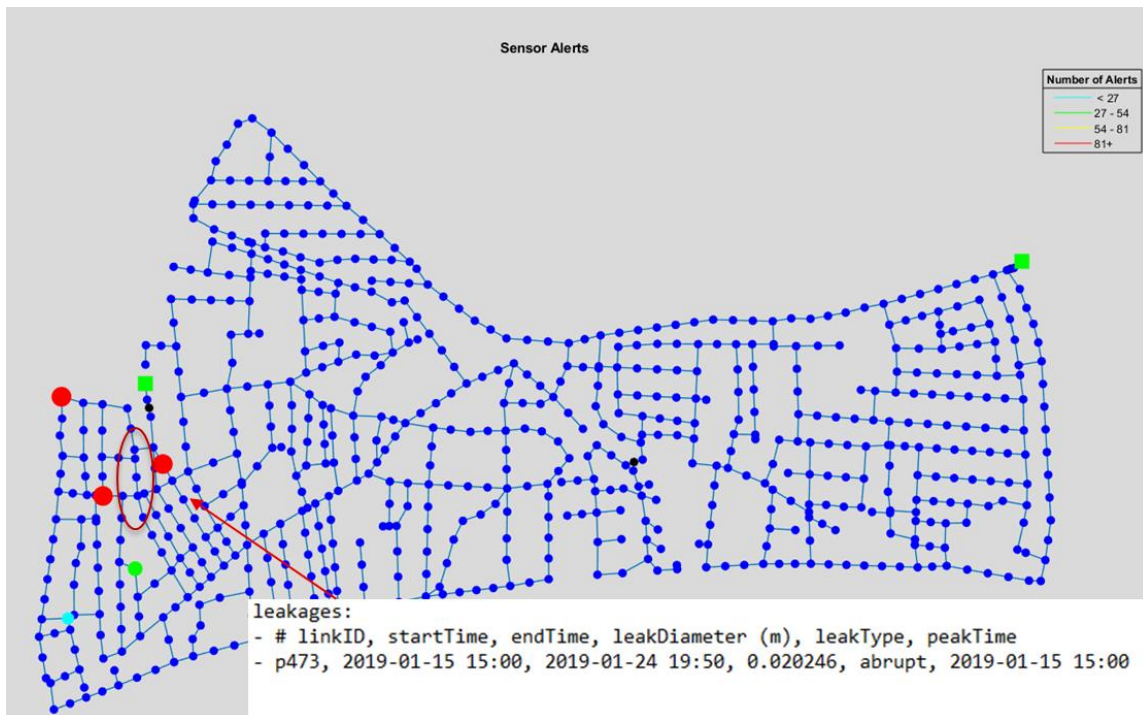 Sensor Alerts
Number of Alerts
< 27
27 - 54
54 - 81
81+
leakages:
- # linkID, startTime, endTime, leakDiameter (m), leakType, peakTime
- p473, 2019-01-15 15:00, 2019-01-24 19:50, 0.020246, abrupt, 2019-01-15 15:00